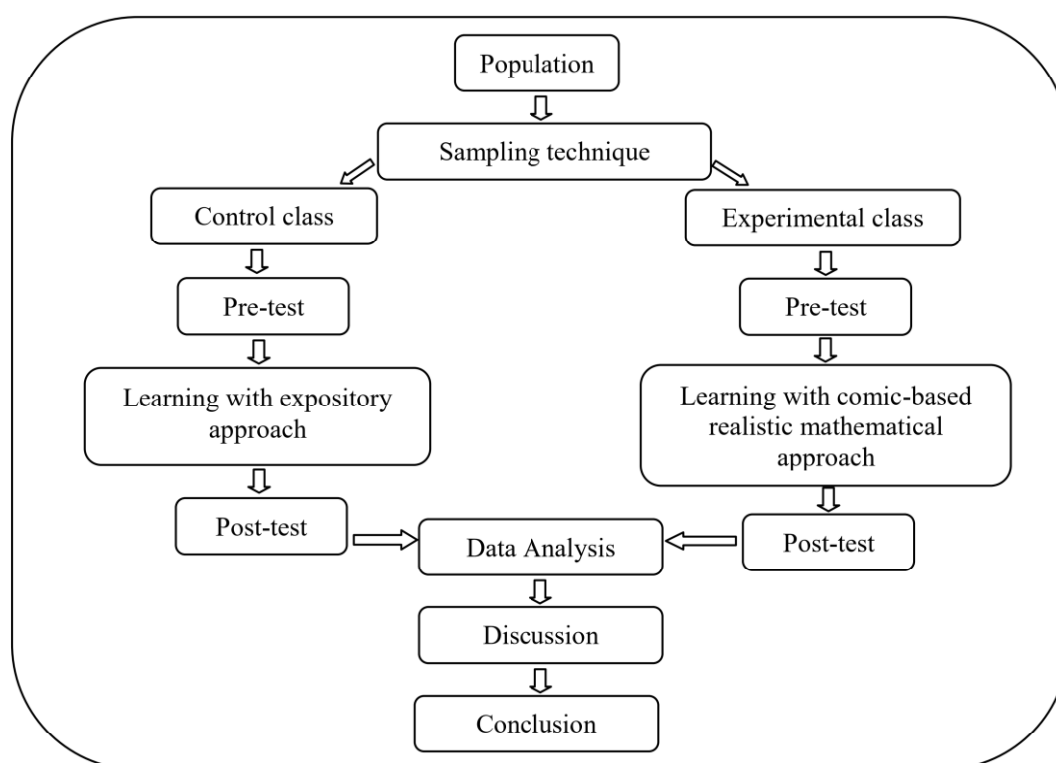 Population
Sampling technique
Control class
Experimental class
Pre-test
Pre-test
Learning with expository
approach
Learning with comic-based
realistic mathematical
approach
Post-test
Data Analysis
Post-test
Discussion
Conclusion